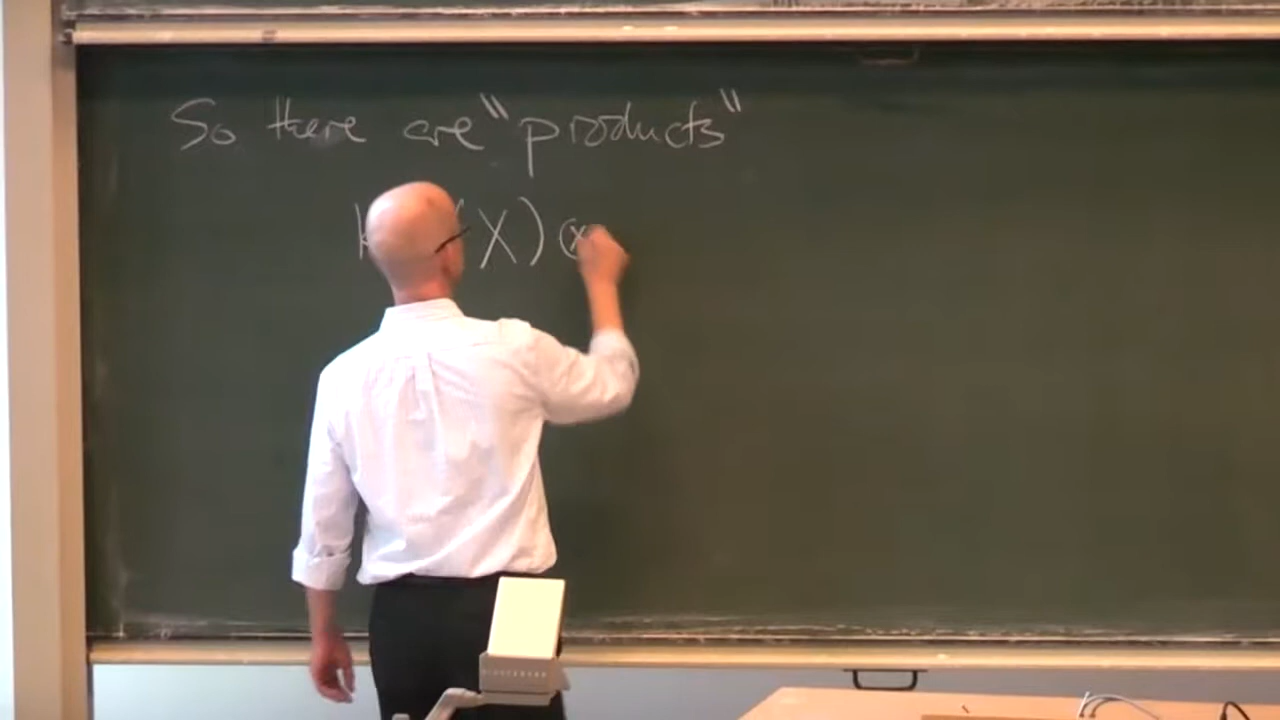 So there are "products"
K (X) ⊗